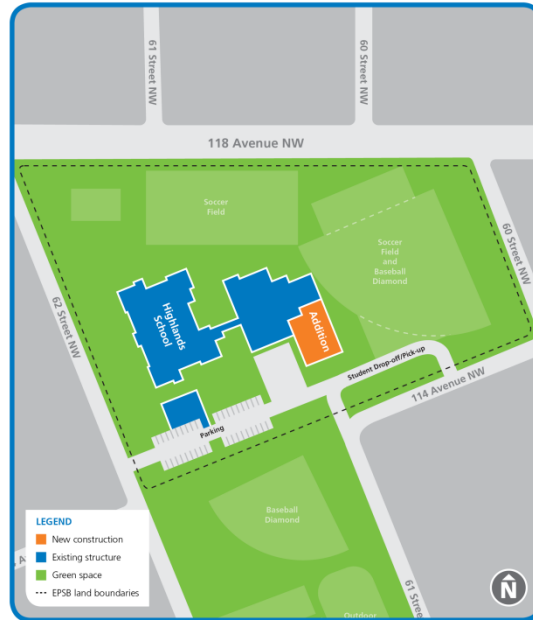 61 Street NW
60 Street NW
118 Avenue NW
Soccer
Field
Soccer
Field
and
Baseball
Diamond
60 Street NW
Highlands
School
Addition
62 Street NW
Student Drop-off/Pick-up
114 Avenue NW
Parking
Baseball
Diamond
LEGEND
New construction
Existing structure
Green space
EPSB land boundaries
Outdoor
61 Stree
N